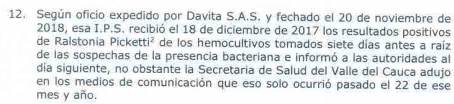 12. Según oficio expedido por Davita S.A.S. y fechado el 20 de noviembre de
2018, esa I.P.S. recibió el 18 de diciembre de 2017 los resultados positivos
de Ralstonia Picketti² de los hemocultivos tomados siete días antes a raíz
de las sospechas de la presencia bacteriana e informó a las autoridades al
día siguiente, no obstante la Secretaria de Salud del Valle del Cauca adujo
en los medios de comunicación que eso solo ocurrió pasado el 22 de ese
mes y año.